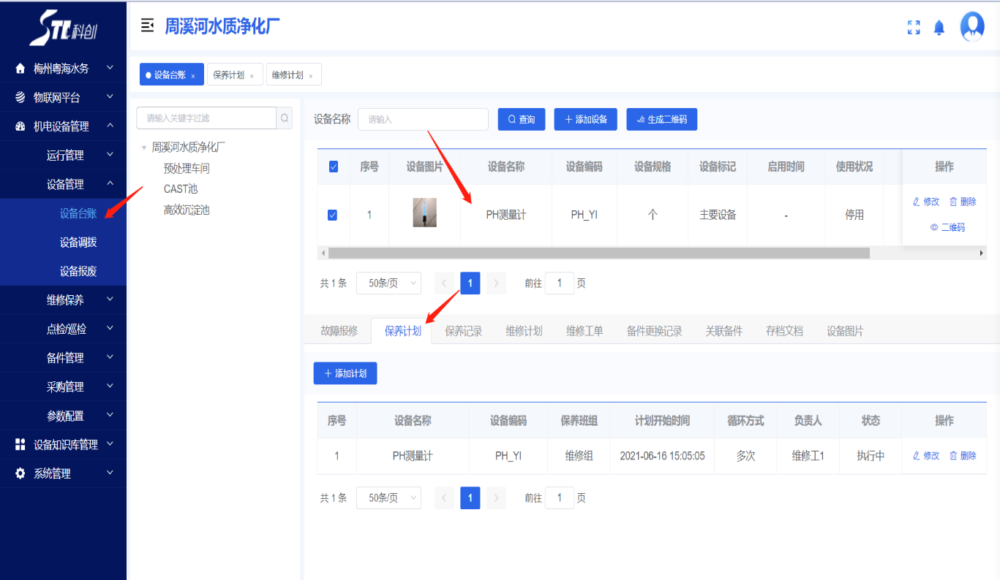 STC科创
周溪河水质净化厂
梅州粤海水务
物联网平台
机电设备管理
运行管理
设备管理
设备台账
设备调拨
设备报废
维修保养
点检/巡检
备件管理
采购管理
参数配置
设备知识库管理
系统管理
设备台账 × 保养计划 × 维修计划 ×
请输入关键字过滤
周溪河水质净化厂
预处理车间
CAST池
高效沉淀池
设备名称 请输入 查询 添加设备 生成二维码
序号 设备图片 设备名称 设备编码 设备规格 设备标记 启用时间 使用状况 操作
1 PH测量计 PH_YI 个 主要设备 - 停用 修改 删除
二维码
共 1 条 50条/页 1 前往 1 页
故障报修 保养计划 保养记录 维修计划 维修工单 备件更换记录 关联备件 存档文档 设备图片
添加计划
序号 设备名称 设备编码 保养班组 计划开始时间 循环方式 负责人 状态 操作
1 PH测量计 PH_YI 维修组 2021-06-16 15:05:05 多次 维修工1 执行中 修改 删除
共 1 条 50条/页 1 前往 1 页